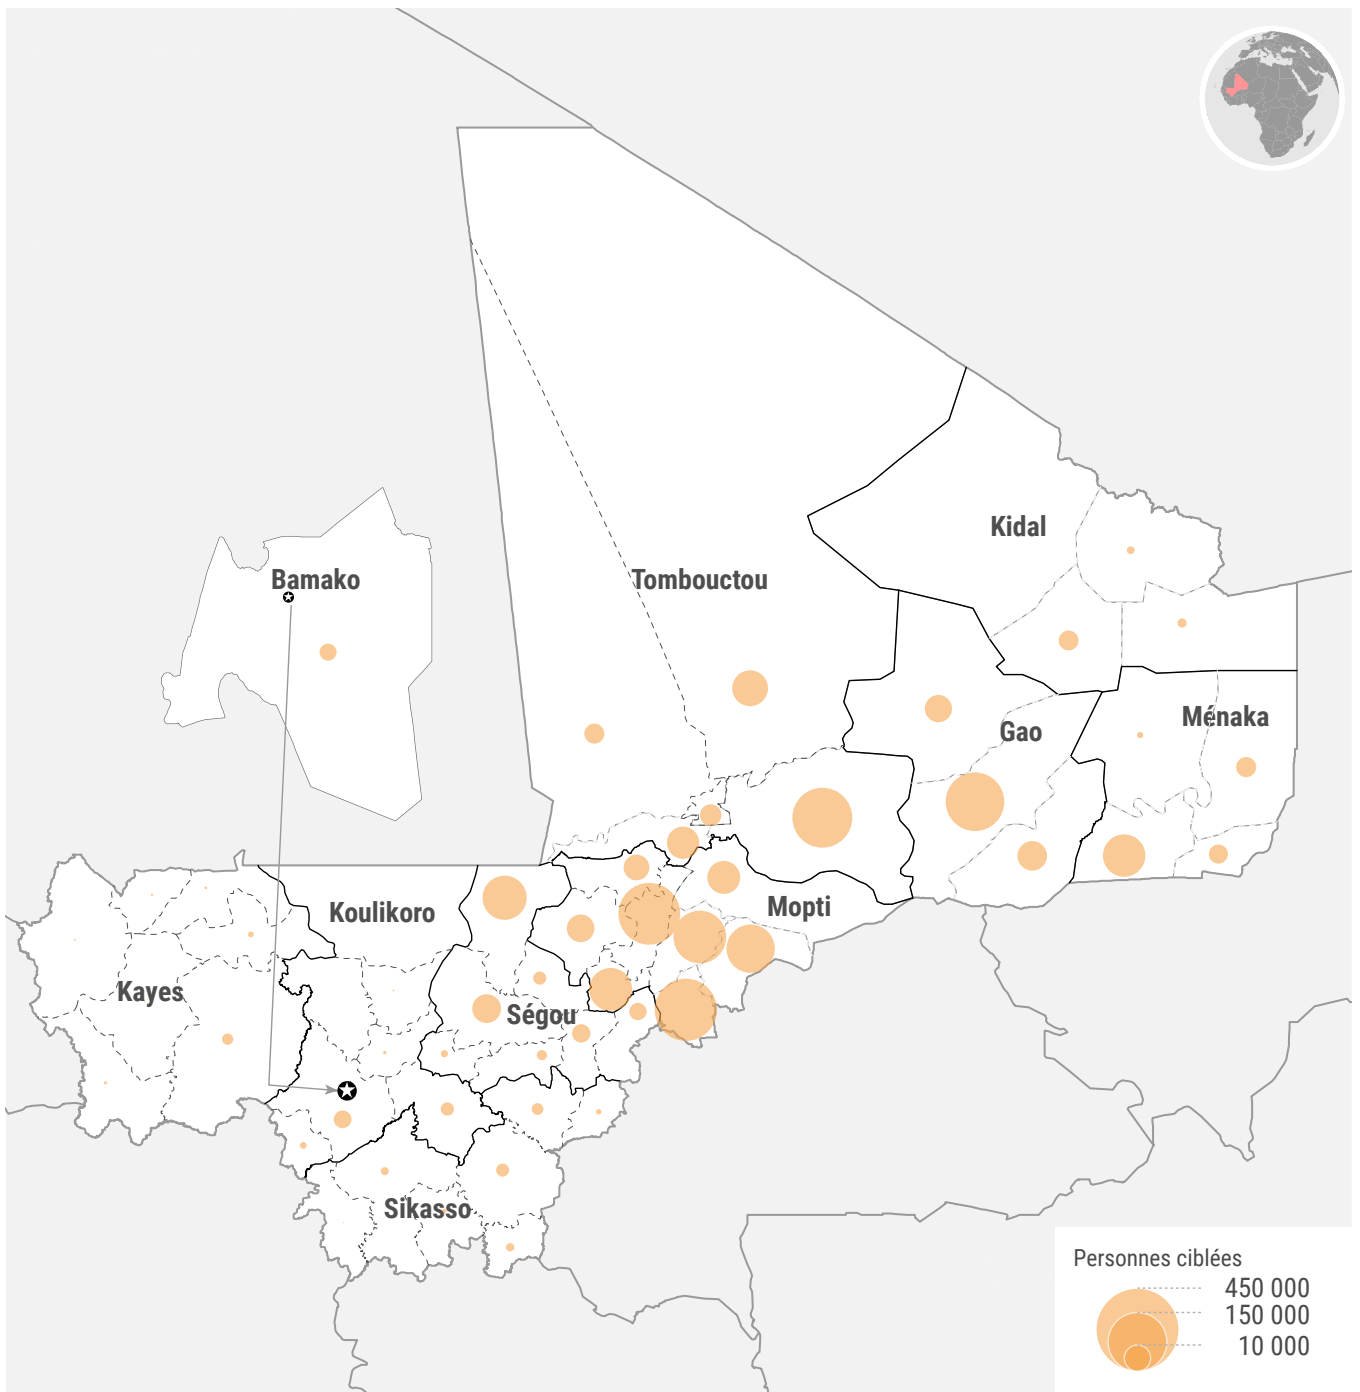 Kidal
Bamako
Tombouctou
Ménaka
Gao
Mopti
Koulikoro
Kayes
Ségou
Sikasso
Personnes ciblées
450 000
150 000
10 000